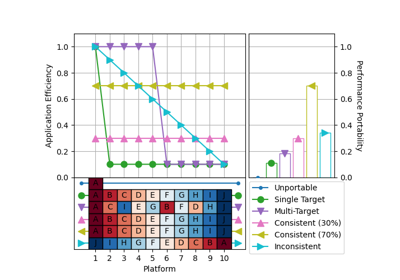 1.0
0.8
0.6
0.4
0.2
0.0
Application Efficiency
1.0
0.8
0.6
0.4
0.2
0.0
Performance Portability
A
A B C D E F G H I
A C I E G B F D H
A B C D E F G H I
A B C D E F G H I
A B C D E F G H I
I H G F E D C B A
1 2 3 4 5 6 7 8 9 10
Platform
Unportable
Single Target
Multi-Target
Consistent (30%)
Consistent (70%)
Inconsistent